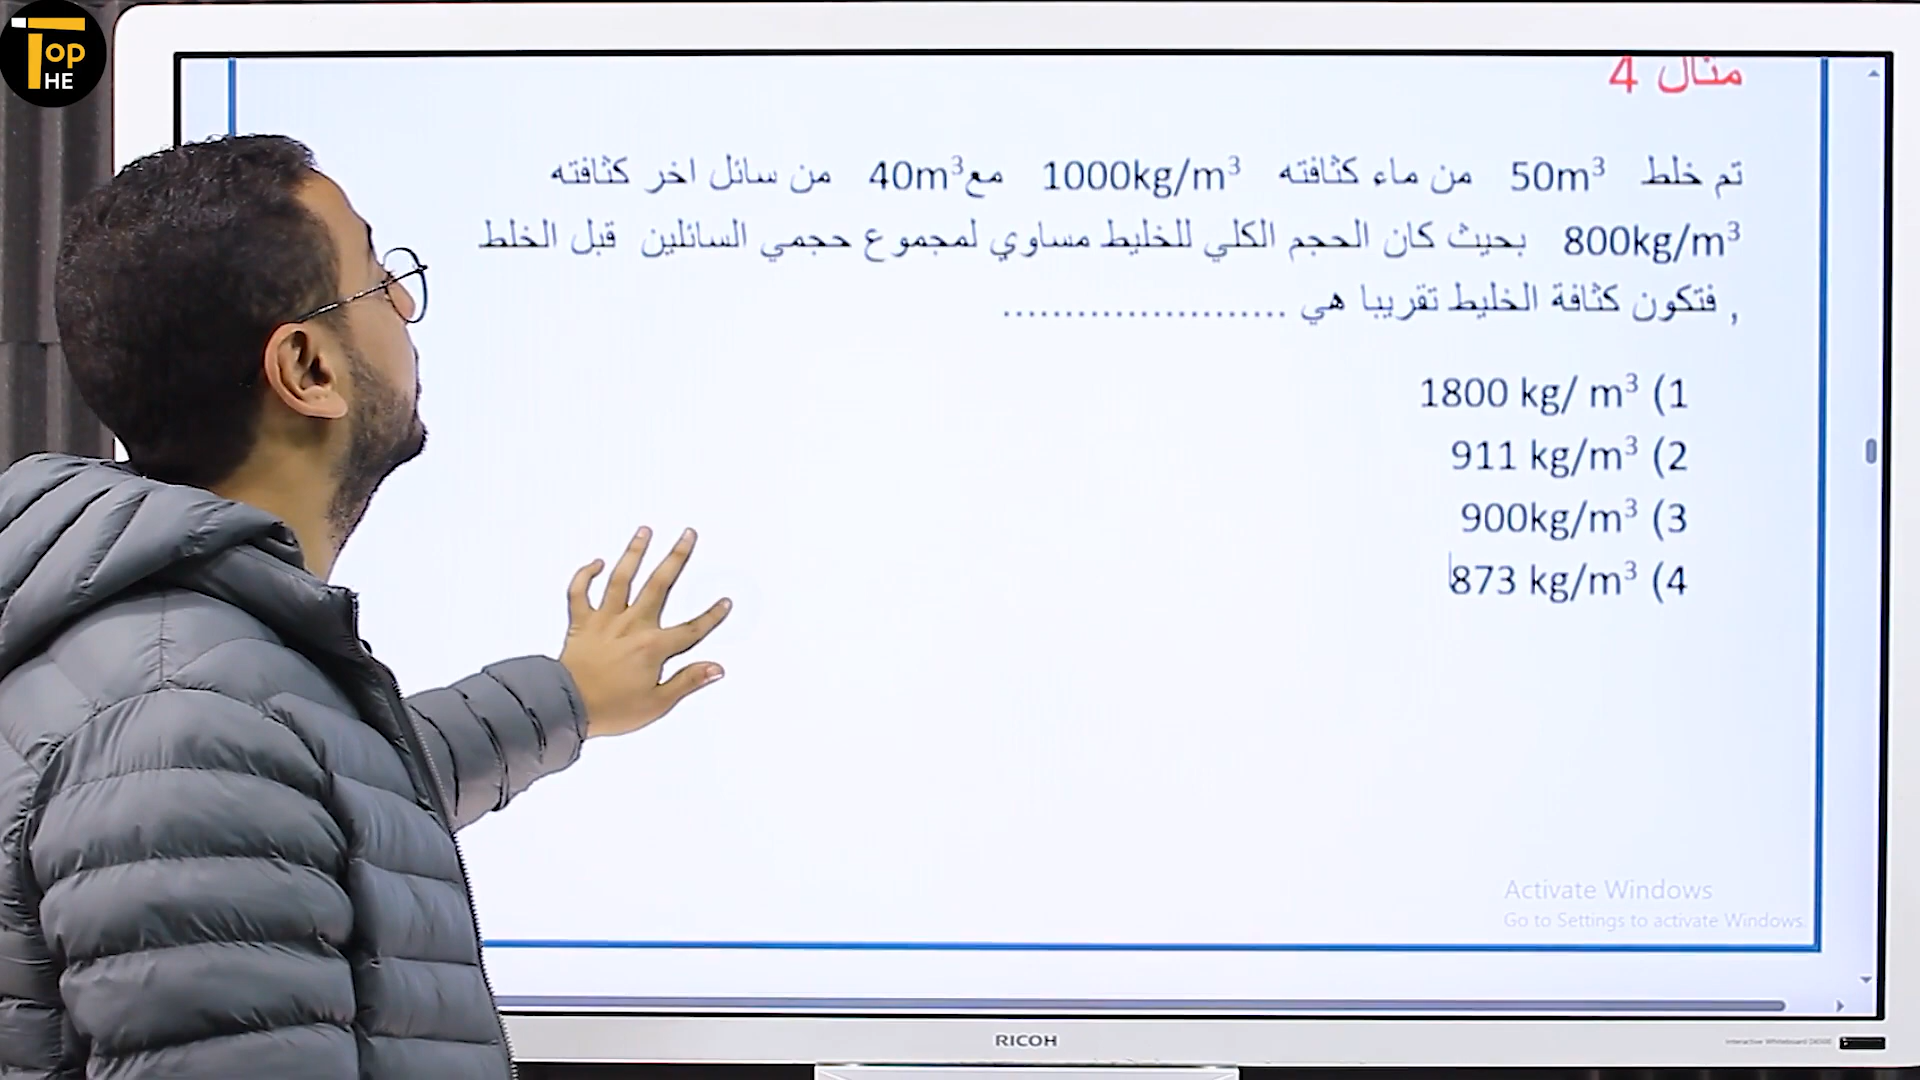 Top
HE
مثال 4
تم خلط 50m³ من ماء كثافته 1000kg/m³ مع 40m³ من سائل اخر كثافته
800kg/m³ بحيث كان الحجم الكلي للخليط مساوي لمجموع حجمي السائلين قبل الخلط
, فتكون كثافة الخليط تقريبا هي ......................
1) 1800 kg/ m³
2) 911 kg/m³
3) 900kg/m³
4) 873 kg/m³
Activate Windows
Go to Settings to activate Windows.
RICOH